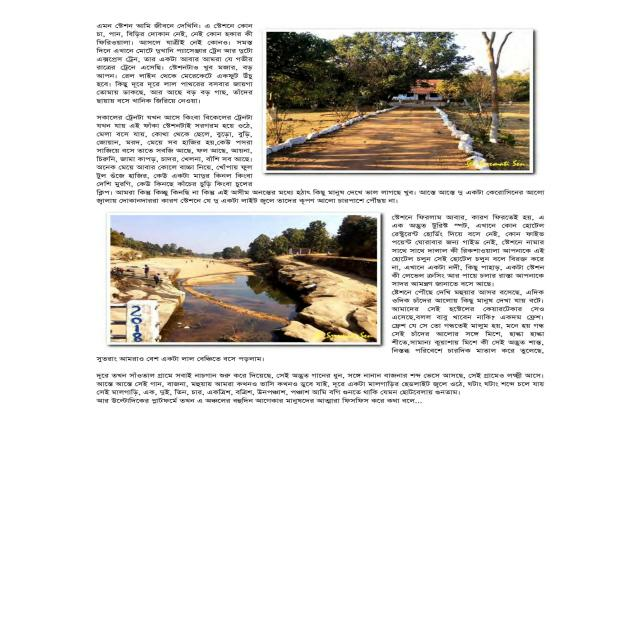 এমন স্টেশন আমি জীবনে দেখিনি। এ স্টেশনে কোন
চা, পান, বিড়ির দোকান নেই, নেই কোন হকার কী
ফিরিওয়ালা। আসলে যাত্রীই নেই কোনও। সমস্ত
দিনে এখানে মোটে দুখানি প্যাসেঞ্জার ট্রেন আর দুটো
এক্সপ্রেস ট্রেন, তার একটা আবার আমরা যে গভীর
রাতের ট্রেনে এসেছি। স্টেশনটাও খুব মজার, বড়
আপন। রেল লাইন থেকে মেরেকেটে একফুট উঁচু
হবে। কিছু দূরে দূরে লাল পাথরের বসবার জায়গা
তোমায় ডাকছে, আর আছে বড় বড় গাছ, তাঁদের
ছায়ায় বসে খানিক জিরিয়ে নেওয়া।
সকালের ট্রেনটা যখন আসে কিংবা বিকেলের ট্রেনটা
যখন যায় এই ফাঁকা স্টেশনটাই সরগরম হয়ে ওঠে,
মেলা বসে যায়, কোথা থেকে ছেলে, বুড়ো, বুড়ি,
জোয়ান, মরদ, মেয়ে সব হাজির হয়,কেউ পসরা
সাজিয়ে বসে তাতে সবজি আছে, ফল আছে, আয়না,
চিরুনি, জামা কাপড়, চাদর, খেলনা, বাঁশি সব আছে।
অনেক মেয়ে আবার কোলে বাচ্চা নিয়ে, খোঁপায় ফুল
টুল গুঁজে হাজির, কেউ একটা মাদুর কিনল কিংবা
দেশি মুরগি, কেউ কিনছে কাঁচের চুড়ি কিংবা চুলের
ক্লিপ। আমরা কিন্তু কিচ্ছু কিনছি না কিন্তু এই অসীম অনন্তের মধ্যে হঠাৎ কিছু মানুষ দেখে ভাল লাগছে খুব। আস্তে আস্তে দু একটা কেরোসিনের আলো
জ্বালায় দোকানদাররা কারণ স্টেশনে যে দু একটা লাইট জ্বলে তাদের কৃপণ আলো চারপাশে পৌঁছয় না।
স্টেশনে ফিরলাম আবার, কারণ ফিরতেই হয়, এ
এক অদ্ভুত টুরিস্ট স্পট, এখানে কোন হোটেল
রেস্টুরেন্ট হোর্ডিং দিয়ে বসে নেই, কোন ফাইভ
পয়েন্ট ঘোরাবার জন্য গাইড নেই, স্টেশনে নামার
সাথে সাথে দালাল কী রিকশাওয়ালা আপনাকে এই
হোটেল চলুন সেই হোটেল চলুন বলে বিরক্ত করে
না, এখানে একটা নদী, কিছু পাহাড়, একটা স্টেশন
কী লেভেল ক্রসিং আর পায়ে চলার রাস্তা আপনাকে
সাদর আমন্ত্রণ জানাতে বসে আছে।
স্টেশনে পৌঁছে দেখি মহুয়ার আসর বসেছে, এদিক
ওদিক চাঁদের আলোয় কিছু মানুষ দেখা যায় বটে।
আমাদের সেই হস্টেলের কেয়ারটেকার সেও
এসেছে,বলল বাবু খাবেন নাকি? একদম ফ্রেশ।
ফ্রেশ যে সে তো গন্ধতেই মালুম হয়, মনে হয় গন্ধ
সেই চাঁদের আলোর সঙ্গে মিশে, হাল্কা হাল্কা
শীতে,সামান্য কুয়াশায় মিশে কী সেই অদ্ভুত শান্ত,
নিস্তব্ধ পরিবেশে চারদিক মাতাল করে তুলেছে,
সুতরাং আমরাও বেশ একটা লাল বেঞ্চিতে বসে পড়লাম।
দূরে তখন সাঁওতাল গ্রামে সবাই নাচগান শুরু করে দিয়েছে, সেই অদ্ভুত গানের ধুন, সঙ্গে নানান বাজনার শব্দ ভেসে আসছে, সেই গ্রামেও লক্ষ্মী আসে।
আস্তে আস্তে সেই গান, বাজনা, মহুয়ায় আমরা কখনও ভাসি কখনও ডুবে যাই, দূরে একটা মালগাড়ির হেডলাইট জ্বলে ওঠে, ঘটাং ঘটাং শব্দে চলে যায়
সেই মালগাড়ি, এক, দুই, তিন, চার, একত্রিশ, বত্রিশ, উনপঞ্চাশ, পঞ্চাশ আমি বগি গুনতে থাকি যেমন ছোটবেলায় গুনতাম।
আর উল্টোদিকের প্ল্যাটফর্মে তখন এ অঞ্চলের বহুদিন আগেকার মানুষদের আত্মারা ফিসফিস করে কথা বলে...
2018